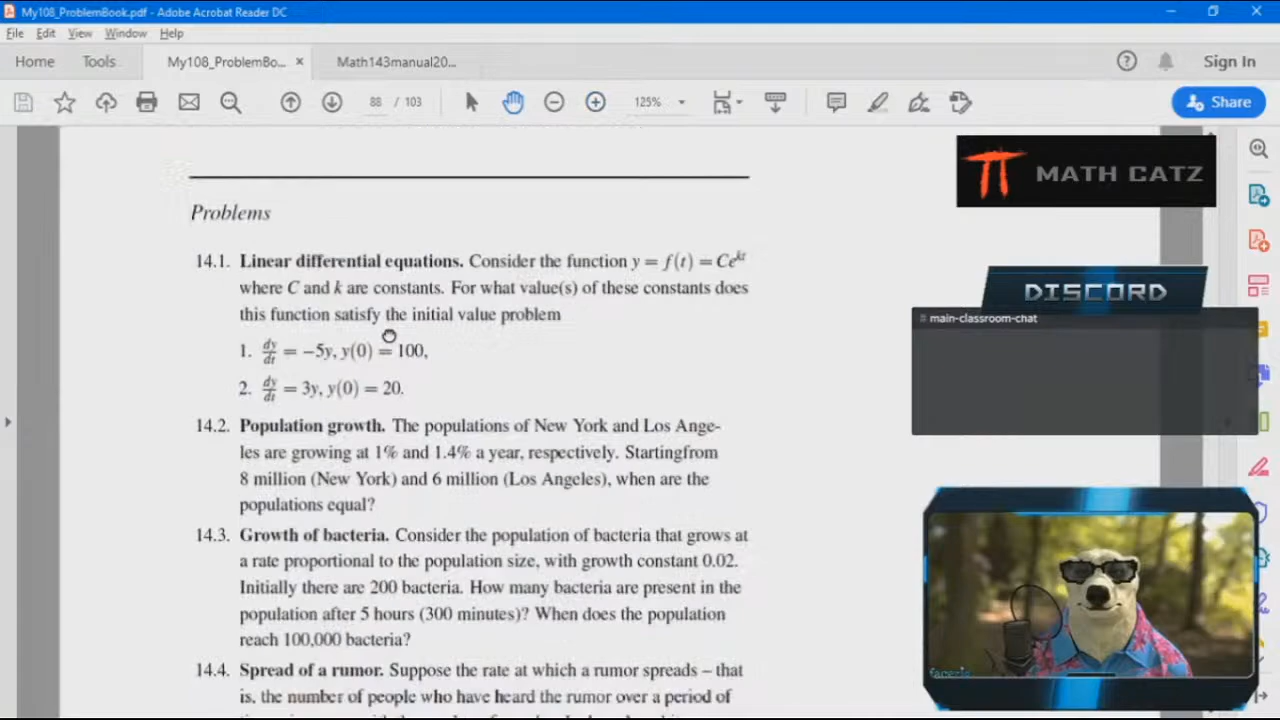 My108_ProblemBook.pdf - Adobe Acrobat Reader DC
File Edit View Window Help
Home Tools My108_ProblemBo... × Math143manual20... Sign In
88 / 103 125% Share
Problems
14.1. Linear differential equations. Consider the function y = f(t) = Ce^{kt}
where C and k are constants. For what value(s) of these constants does
this function satisfy the initial value problem
1. dy/dt = −5y, y(0) = 100,
2. dy/dt = 3y, y(0) = 20.
14.2. Population growth. The populations of New York and Los Ange-
les are growing at 1% and 1.4% a year, respectively. Startingfrom
8 million (New York) and 6 million (Los Angeles), when are the
populations equal?
14.3. Growth of bacteria. Consider the population of bacteria that grows at
a rate proportional to the population size, with growth constant 0.02.
Initially there are 200 bacteria. How many bacteria are present in the
population after 5 hours (300 minutes)? When does the population
reach 100,000 bacteria?
14.4. Spread of a rumor. Suppose the rate at which a rumor spreads – that
is, the number of people who have heard the rumor over a period of
π MATH CATZ
DISCORD
# main-classroom-chat
facerig